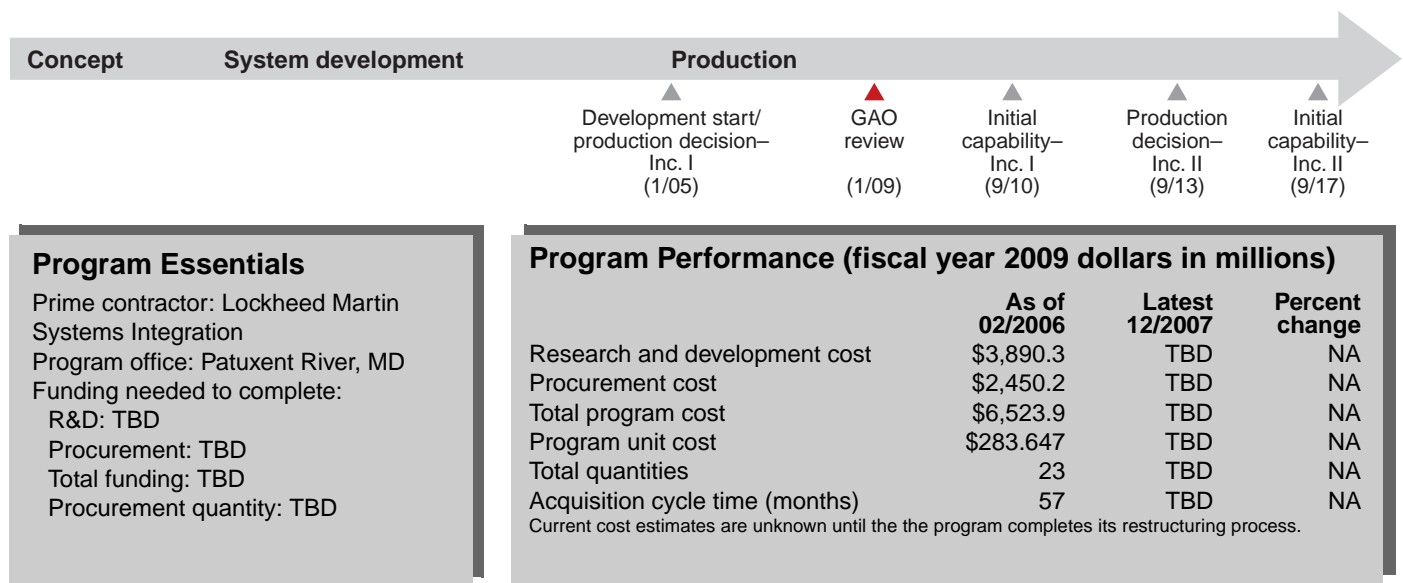 Concept System development Production
Development start/
production decision–
Inc. I
(1/05)
GAO
review
(1/09)
Initial
capability–
Inc. I
(9/10)
Production
decision–
Inc. II
(9/13)
Initial
capability–
Inc. II
(9/17)
Program Essentials
Prime contractor: Lockheed Martin
Systems Integration
Program office: Patuxent River, MD
Funding needed to complete:
R&D: TBD
Procurement: TBD
Total funding: TBD
Procurement quantity: TBD
Program Performance (fiscal year 2009 dollars in millions)
As of Latest Percent
02/2006 12/2007 change
Research and development cost $3,890.3 TBD NA
Procurement cost $2,450.2 TBD NA
Total program cost $6,523.9 TBD NA
Program unit cost $283.647 TBD NA
Total quantities 23 TBD NA
Acquisition cycle time (months) 57 TBD NA
Current cost estimates are unknown until the the program completes its restructuring process.